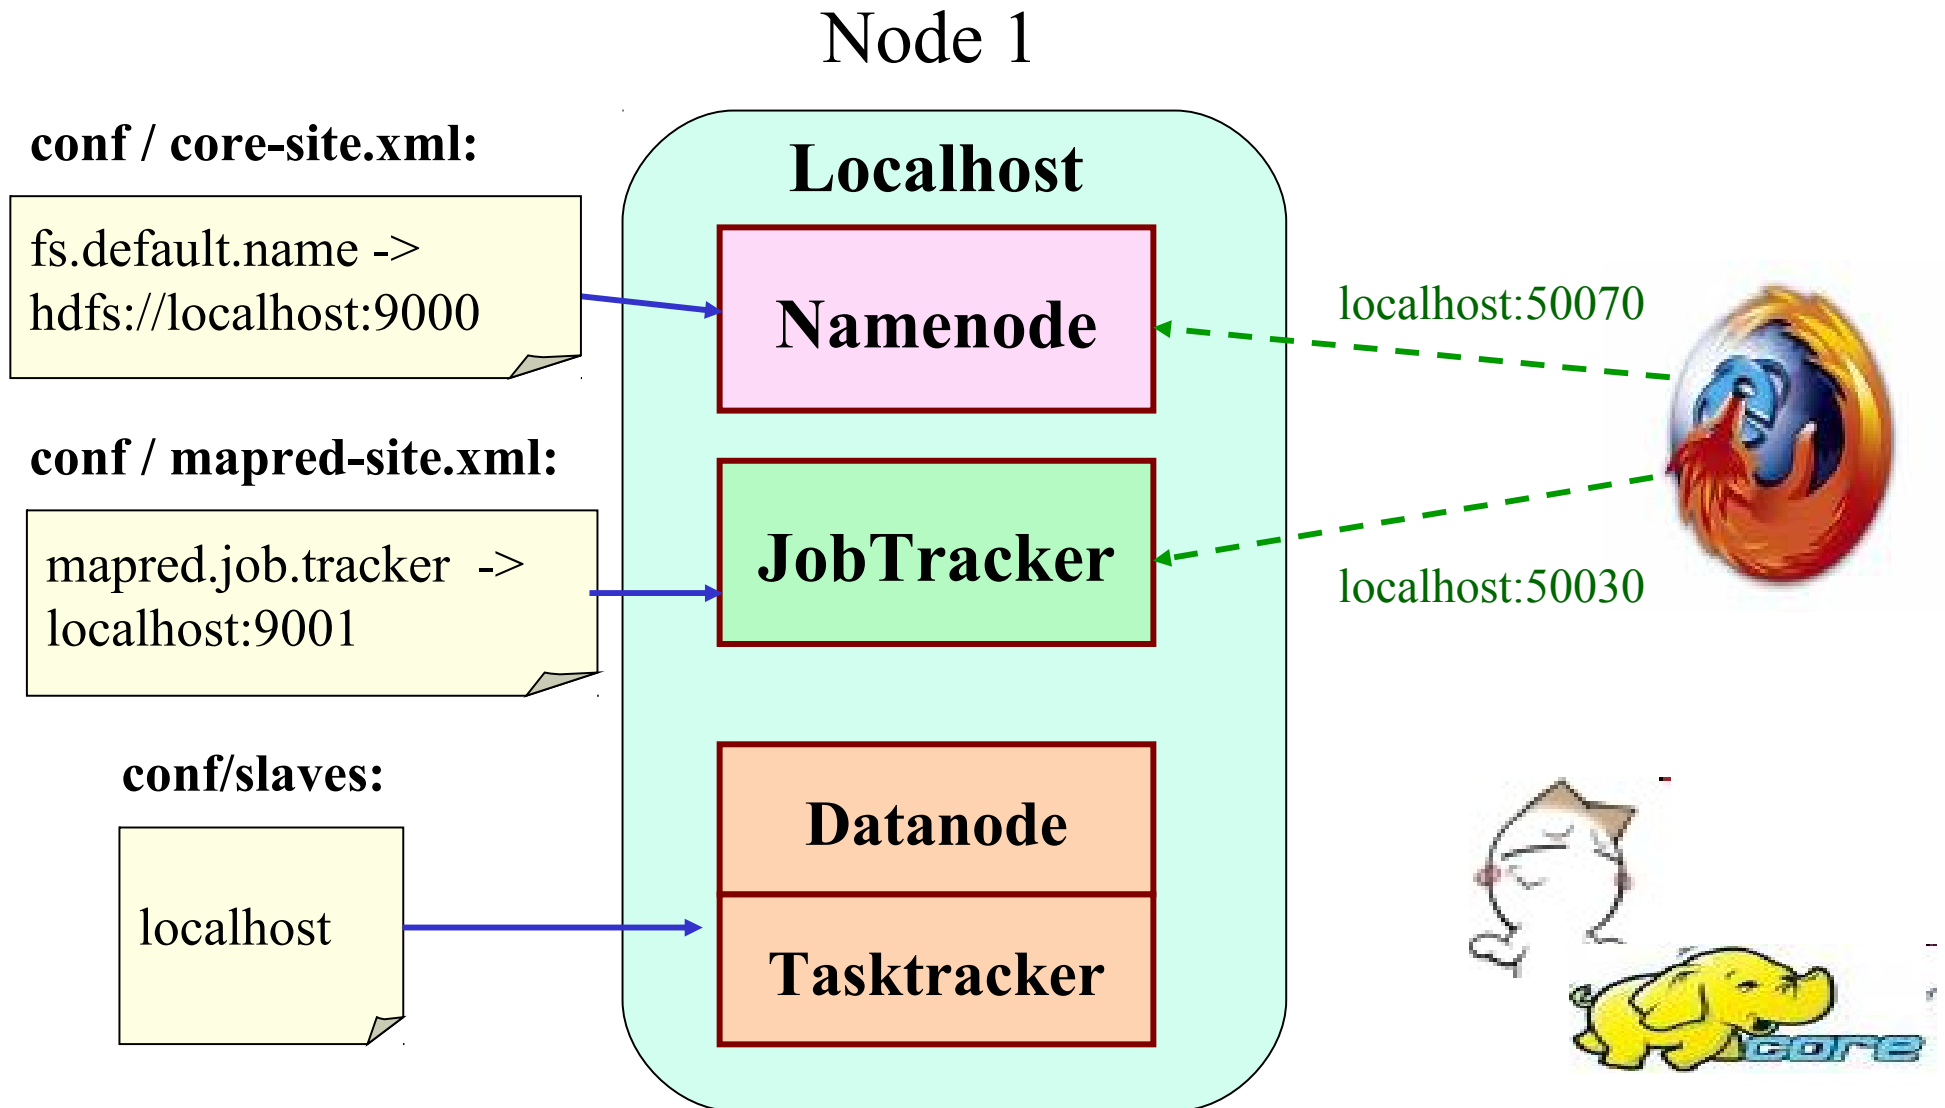 Node 1
conf / core-site.xml:
fs.default.name ->
hdfs://localhost:9000
conf / mapred-site.xml:
mapred.job.tracker ->
localhost:9001
conf/slaves:
localhost
Localhost
Namenode
JobTracker
Datanode
Tasktracker
localhost:50070
localhost:50030
core